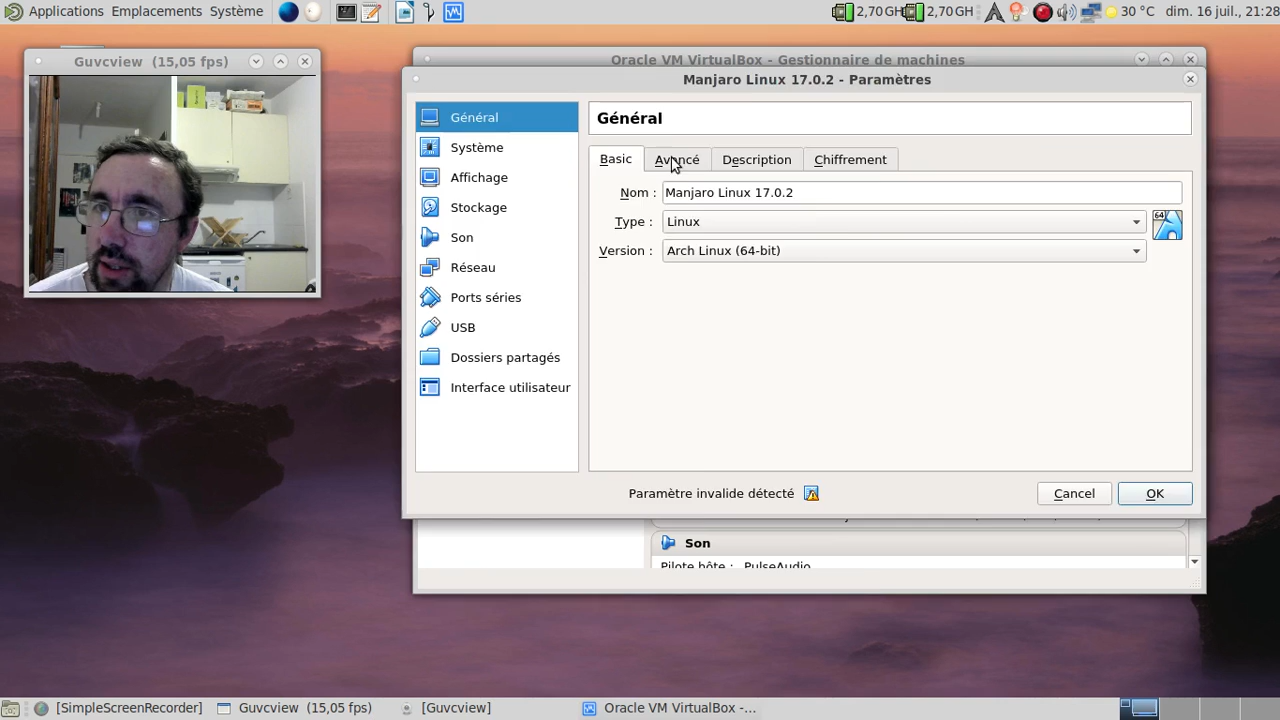 Applications Emplacements Système
2,70 GH 2,70 GH 30 °C dim. 16 juil., 21:28
Guvcview (15,05 fps)
Oracle VM VirtualBox - Gestionnaire de machines
Manjaro Linux 17.0.2 - Paramètres
Général
Système
Affichage
Stockage
Son
Réseau
Ports séries
USB
Dossiers partagés
Interface utilisateur
Général
Basic Avancé Description Chiffrement
Nom : Manjaro Linux 17.0.2
Type : Linux
64
Version : Arch Linux (64-bit)
Paramètre invalide détecté
Cancel OK
Son
Pilote hôte : PulseAudio
[SimpleScreenRecorder] Guvcview (15,05 fps) [Guvcview] Oracle VM VirtualBox -...